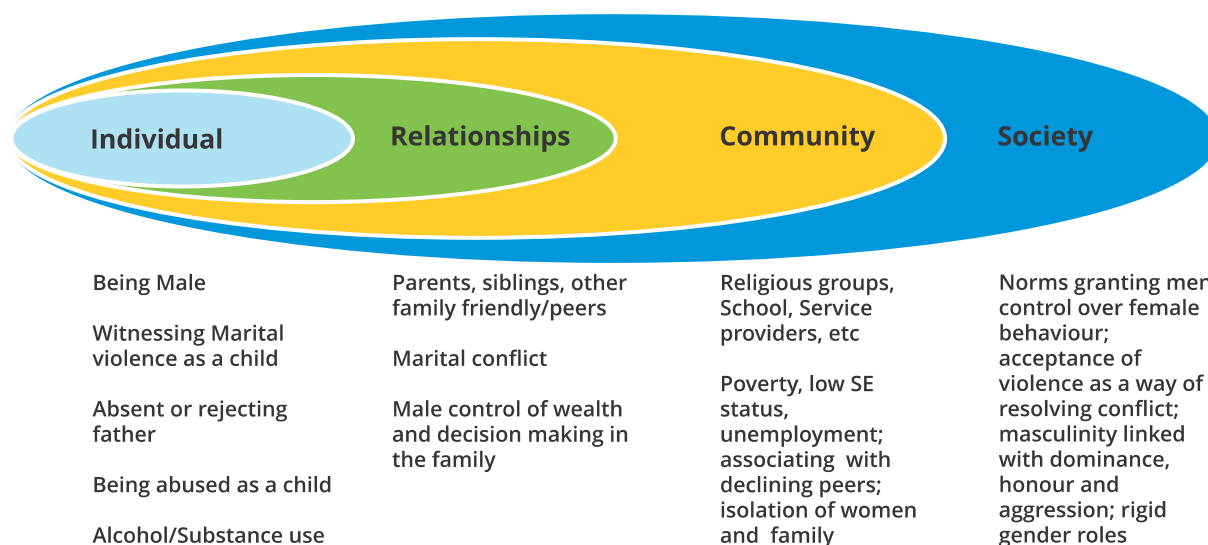 Individual
Relationships
Community
Society
Being Male
Witnessing Marital
violence as a child
Absent or rejecting
father
Being abused as a child
Alcohol/Substance use
Parents, siblings, other
family friendly/peers
Marital conflict
Male control of wealth
and decision making in
the family
Religious groups,
School, Service
providers, etc
Poverty, low SE
status,
unemployment;
associating with
declining peers;
isolation of women
and family
Norms granting men
control over female
behaviour;
acceptance of
violence as a way of
resolving conflict;
masculinity linked
with dominance,
honour and
aggression; rigid
gender roles